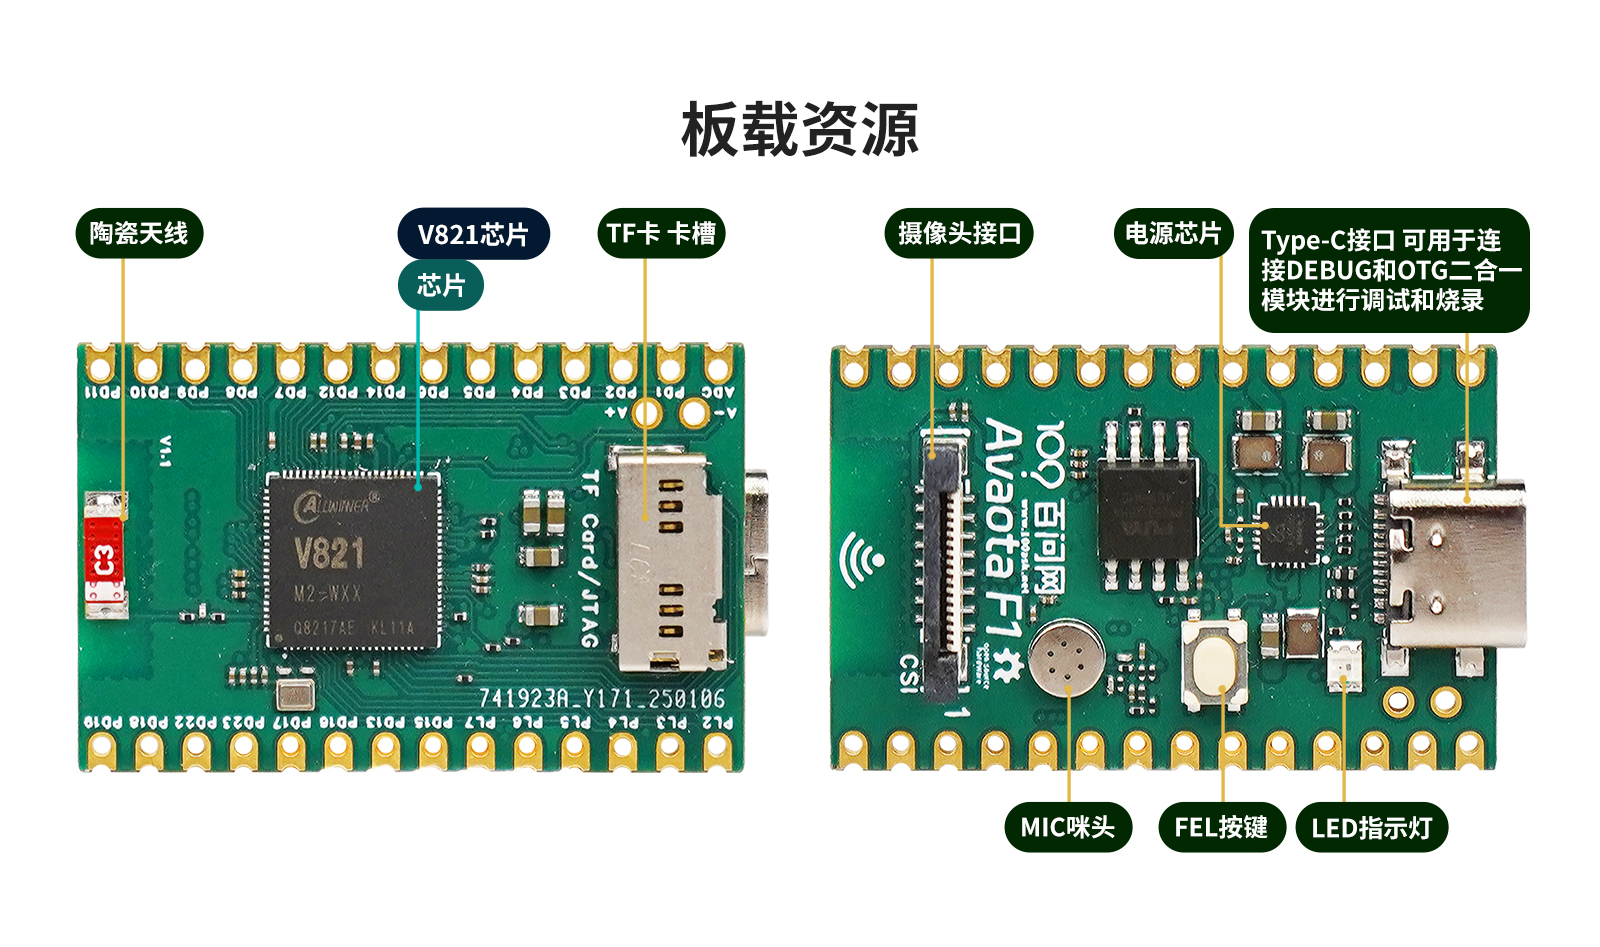 板载资源
陶瓷天线
V821芯片
芯片
TF卡 卡槽
摄像头接口
电源芯片
Type-C接口 可用于连
接DEBUG和OTG二合一
模块进行调试和烧录
PD11 PD10 PD9 PD8 PD7 PD12 PD14 PD6 PD5 PD4 PD3 PD2 PD1 ADC
A+ A-
V1.1
C3
ALLWINNER®
V821
M2-WXX
Q8217AE KL11A
TF Card/JTAG
741923A_Y171_250106
PD19 PD18 PD22 PD23 PD17 PD16 PD13 PD15 PL7 PL6 PL5 PL4 PL3 PL2
100
百问网
www.100ask.net
Avaota F1
open source
hardware
CSI
1
MIC咪头
FEL按键
LED指示灯